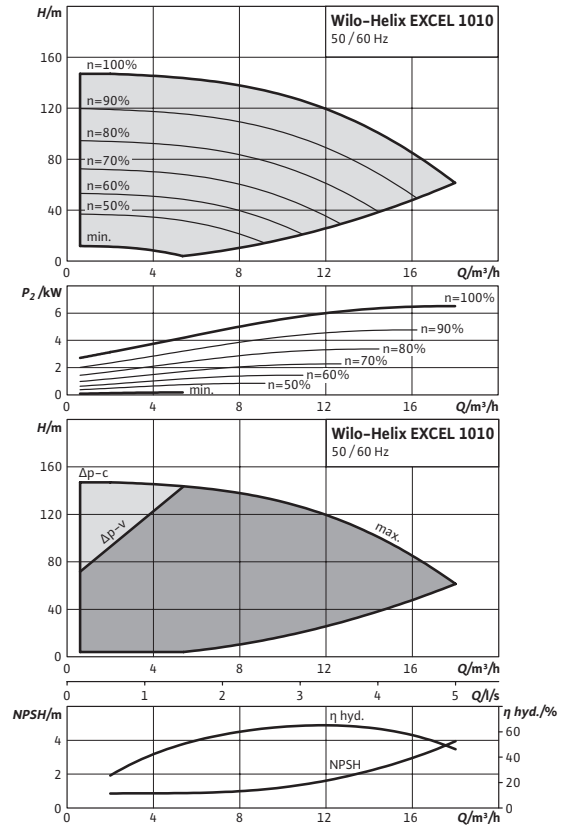 H/m
Wilo-Helix EXCEL 1010
50 / 60 Hz
160
n=100%
120
n=90%
n=80%
80
n=70%
n=60%
40
n=50%
min.
0
0 4 8 12 16 Q/m³/h
P₂ /kW
n=100%
6
n=90%
4
n=80%
n=70%
2
n=60%
n=50%
min.
0
0 4 8 12 16 Q/m³/h
H/m
Wilo-Helix EXCEL 1010
50 / 60 Hz
160
Δp-c
120
Δp-v
max.
80
40
0
0 4 8 12 16 Q/m³/h
0 1 2 3 4 5 Q/l/s
NPSH/m
η hyd./%
η hyd.
4
60
40
NPSH
2
20
0
0
0 4 8 12 16 Q/m³/h